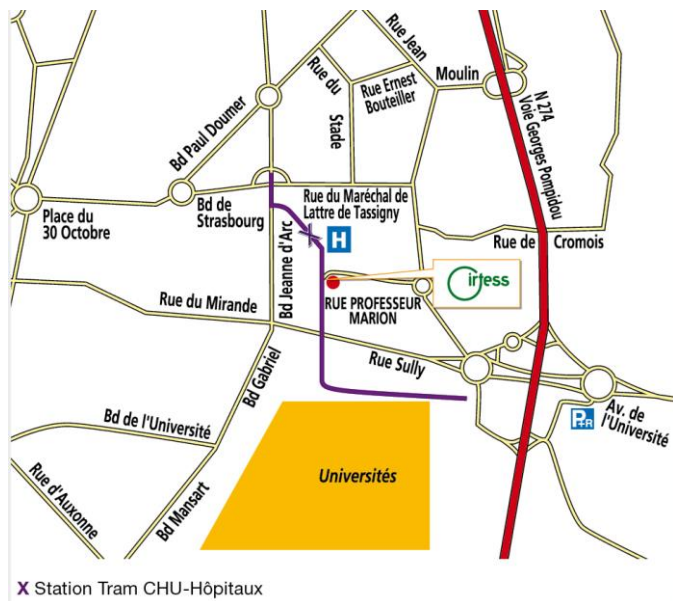 Rue Jean
Moulin
Rue du
Stade
Rue Ernest
Bouteiller
N 274
Voie Georges Pompidou
Bd Paul Doumer
Place du
30 Octobre
Bd de
Strasbourg
Rue du Maréchal de
Lattre de Tassigny
H
Rue de Cromois
Bd Jeanne d'Arc
irtess
RUE PROFESSEUR
MARION
Rue du Mirande
Rue Sully
Bd Gabriel
Av. de
l'Université
P+R
Bd de l'Université
Rue d'Auxonne
Bd Mansart
Universités
X Station Tram CHU-Hôpitaux